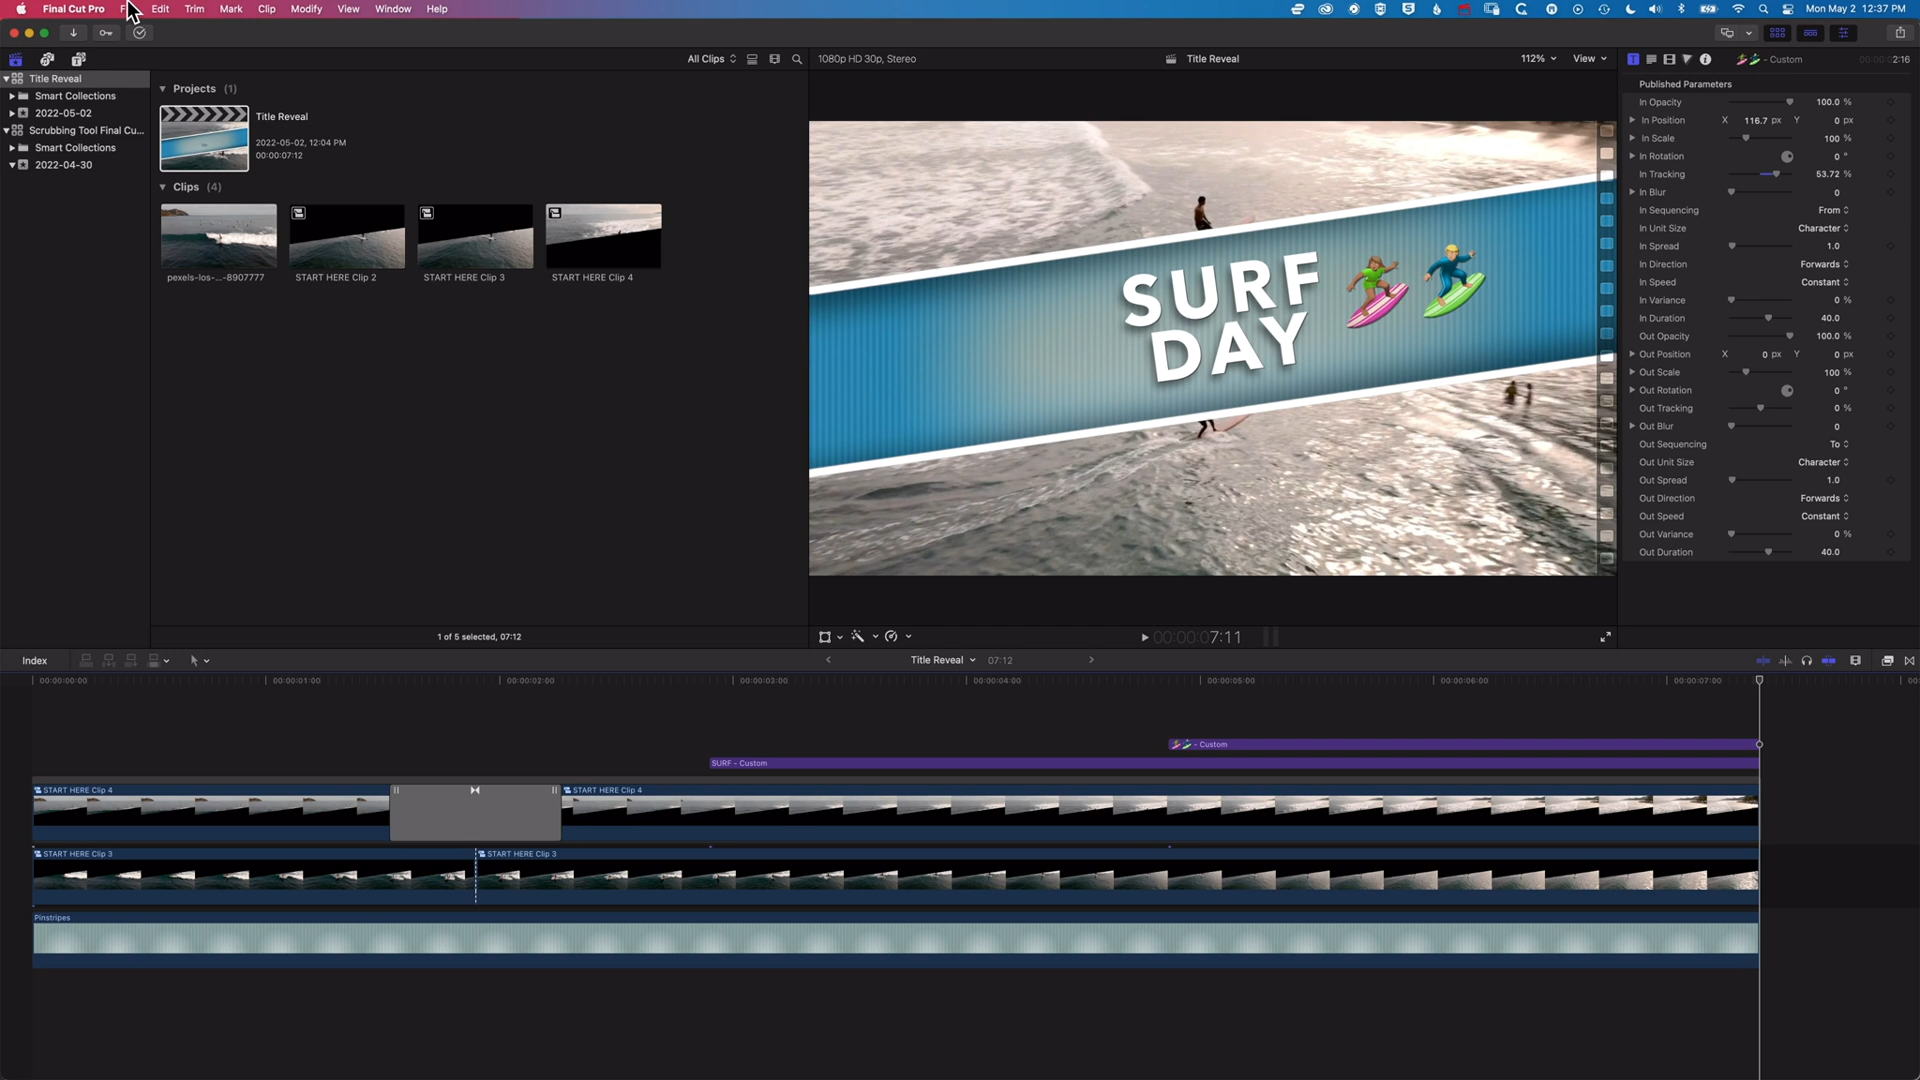 Final Cut Pro
Edit
Trim
Mark
Clip
Modify
View
Window
Help
Mon May 2 12:37 PM
All Clips
1080p HD 30p, Stereo
Title Reveal
112%
View
- Custom
2:16
Title Reveal
Smart Collections
2022-05-02
Scrubbing Tool Final Cu...
Smart Collections
2022-04-30
Projects (1)
Title Reveal
2022-05-02, 12:04 PM
00:00:07:12
Clips (4)
pexels-los-...-8907777
START HERE Clip 2
START HERE Clip 3
START HERE Clip 4
1 of 5 selected, 07:12
SURF
DAY
00:00:07:11
Published Parameters
In Opacity 100.0 %
In Position X 116.7 px Y 0 px
In Scale 100 %
In Rotation 0 °
In Tracking 53.72 %
In Blur 0
In Sequencing From
In Unit Size Character
In Spread 1.0
In Direction Forwards
In Speed Constant
In Variance 0 %
In Duration 40.0
Out Opacity 100.0 %
Out Position X 0 px Y 0 px
Out Scale 100 %
Out Rotation 0 °
Out Tracking 0 %
Out Blur 0
Out Sequencing To
Out Unit Size Character
Out Spread 1.0
Out Direction Forwards
Out Speed Constant
Out Variance 0 %
Out Duration 40.0
Index
Title Reveal 07:12
00:00:00:00
00:00:01:00
00:00:02:00
00:00:03:00
00:00:04:00
00:00:05:00
00:00:06:00
00:00:07:00
- Custom
SURF - Custom
START HERE Clip 4
START HERE Clip 4
START HERE Clip 3
START HERE Clip 3
Pinstripes